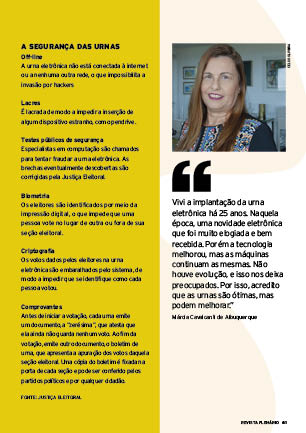 A SEGURANÇA DAS URNAS
Off-line
A urna eletrônica não está conectada à internet
ou a nenhuma outra rede, o que impossibilita a
invasão por hackers
Lacres
É lacrada de modo a impedir a inserção de
algum dispositivo estranho, com o pendrive.
Testes públicos de segurança
Especialistas em computação são chamados
para tentar fraudar a urna eletrônica. As
brechas eventualmente descobertas são
corrigidas pela Justiça Eleitoral
Biometria
Os eleitores são identificados por meio da
impressão digital, o que impede que uma
pessoa vote no lugar de outra ou fora de sua
seção eleitoral.
Criptografia
Os votos dados pelos eleitores na urna
eletrônica são embaralhados pelo sistema, de
modo a impedir que se identifique como cada
pessoa votou.
Comprovantes
Antes de iniciar a votação, cada uma emite
um documento, a "zerésima", que atesta que
ela ainda não guarda nenhum voto. Ao fim da
votação, emite outro documento, o boletim de
urna, que apresenta a apuração dos votos daquela
seção eleitoral. Uma cópia do boletim é fixada na
porta de cada seção e pode ser conferido pelos
partidos políticos e por qualquer cidadão.
FONTE: JUSTIÇA ELEITORAL
“
Vivi a implantação da urna
eletrônica há 25 anos. Naquela
época, uma novidade eletrônica
que foi muito elogiada e bem
recebida. Porém a tecnologia
melhorou, mas as máquinas
continuam as mesmas. Não
houve evolução, e isso nos deixa
preocupados. Por isso, acredito
que as urnas são ótimas, mas
podem melhorar."
Márcia Cavalcanti de Albuquerque
REVISTA PLENÁRIO